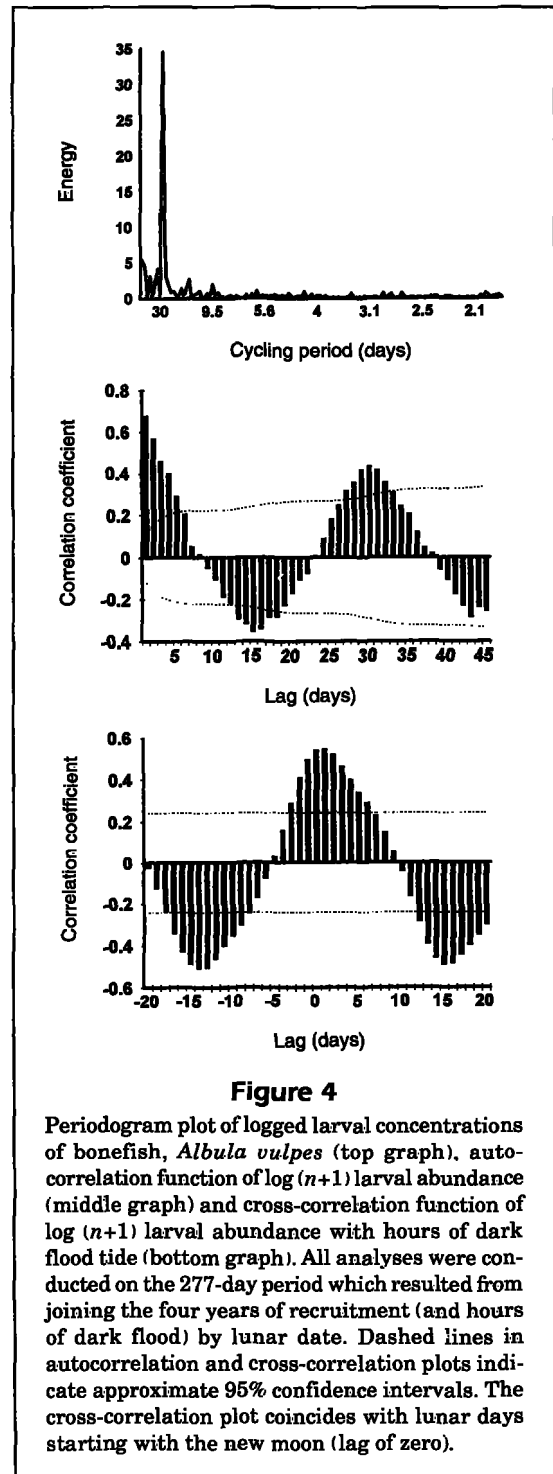 35
30
25
20
15
10
5
0
Energy
30 9.5 5.6 4 3.1 2.5 2.1
Cycling period (days)
0.8
0.6
0.4
0.2
0
-0.2
-0.4
Correlation coefficient
5 10 15 20 25 30 35 40 45
Lag (days)
0.6
0.4
0.2
0
-0.2
-0.4
-0.6
Correlation coefficient
-20 -15 -10 -5 0 5 10 15 20
Lag (days)
Figure 4
Periodogram plot of logged larval concentrations
of bonefish, Albula vulpes (top graph), auto-
correlation function of log (n+1) larval abundance
(middle graph) and cross-correlation function of
log (n+1) larval abundance with hours of dark
flood tide (bottom graph). All analyses were con-
ducted on the 277-day period which resulted from
joining the four years of recruitment (and hours
of dark flood) by lunar date. Dashed lines in
autocorrelation and cross-correlation plots indi-
cate approximate 95% confidence intervals. The
cross-correlation plot coincides with lunar days
starting with the new moon (lag of zero).